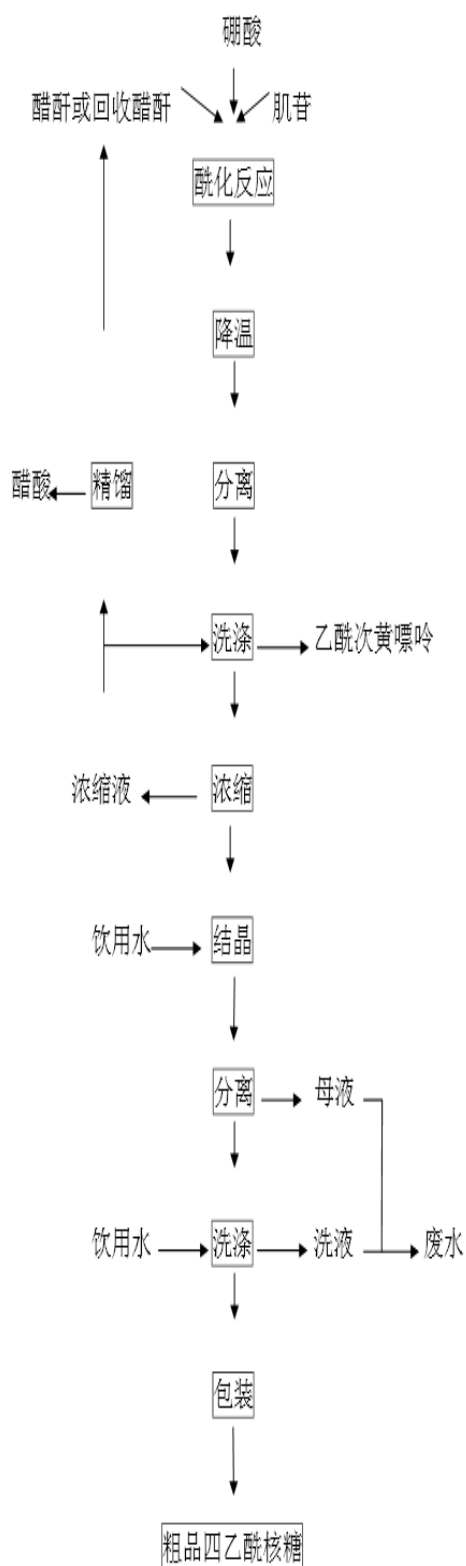 硼酸
醋酐或回收醋酐
肌苷
酰化反应
降温
醋酸
精馏
分离
洗涤
乙酰次黄嘌呤
浓缩液
浓缩
饮用水
结晶
分离
母液
饮用水
洗涤
洗液
废水
包装
粗品四乙酰核糖